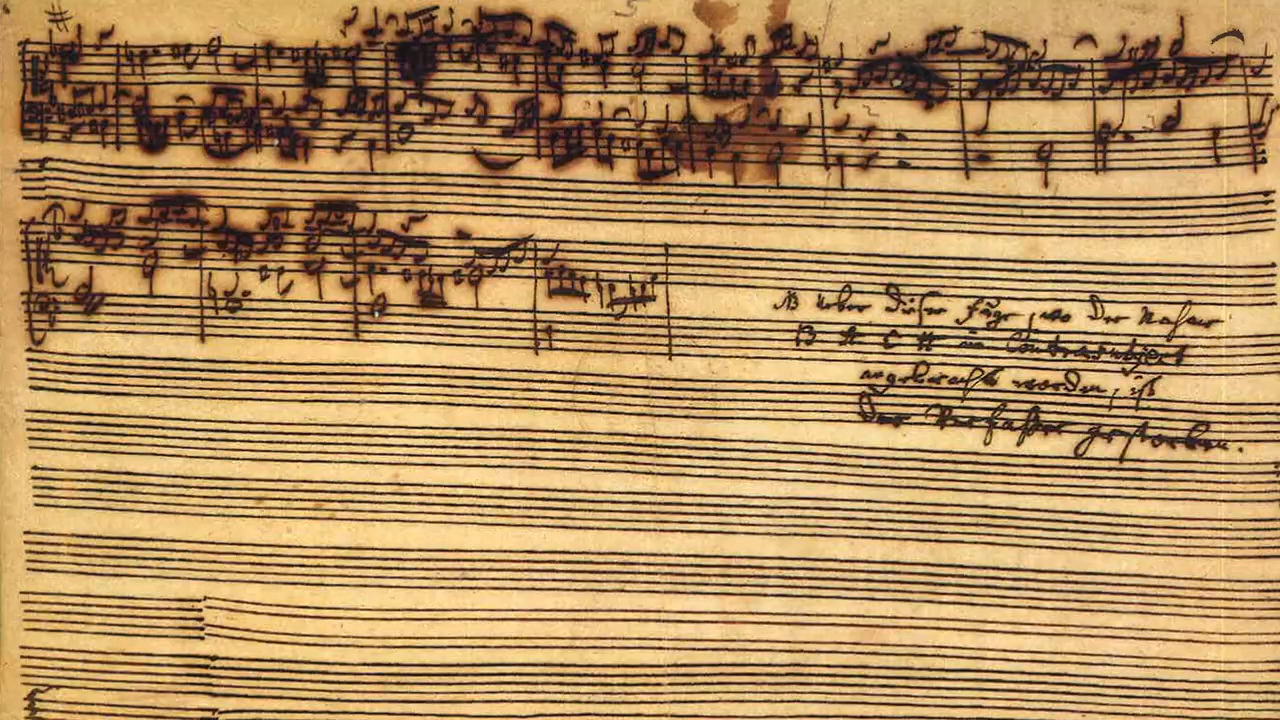 NB Ueber dieser Fuge, wo der Nahme
B A C H im Contrasubject
angebracht worden, ist
der Verfaßer gestorben.